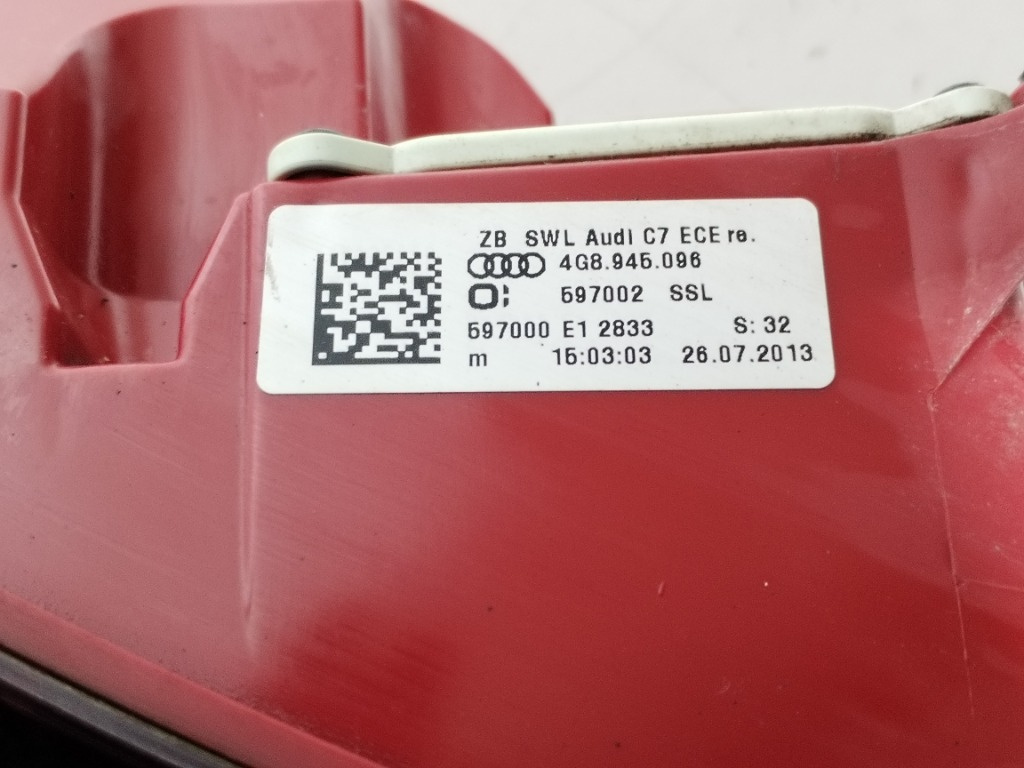 ZB SWL Audi C7 ECE re.
4G8.945.096
597002 SSL
597000 E1 2833 S: 32
m 15:03:03 26.07.2013